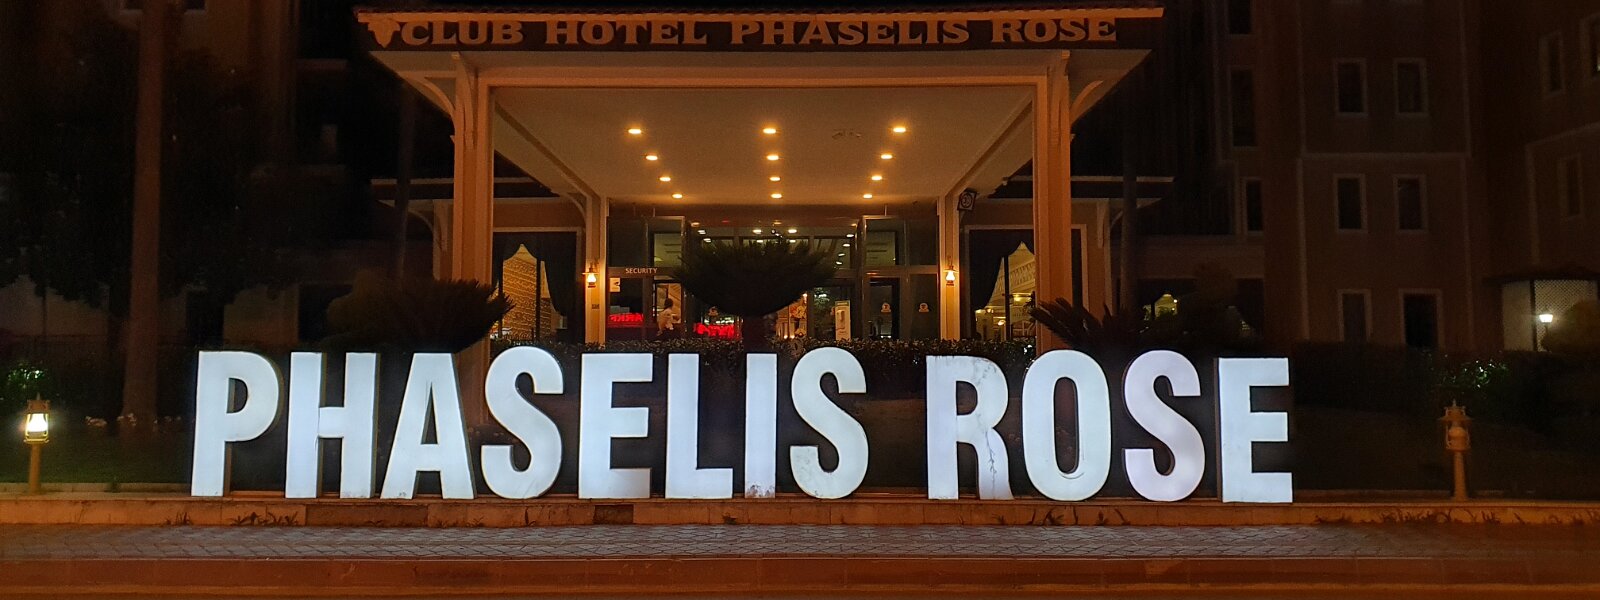 CLUB HOTEL PHASELIS ROSE
SECURITY
PHASELIS ROSE